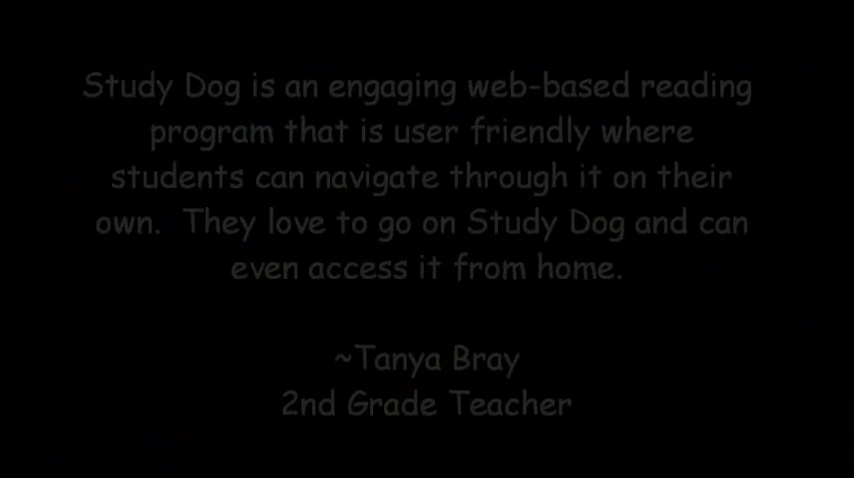 Study Dog is an engaging web-based reading
program that is user friendly where
students can navigate through it on their
own.  They love to go on Study Dog and can
even access it from home.
~Tanya Bray
2nd Grade Teacher